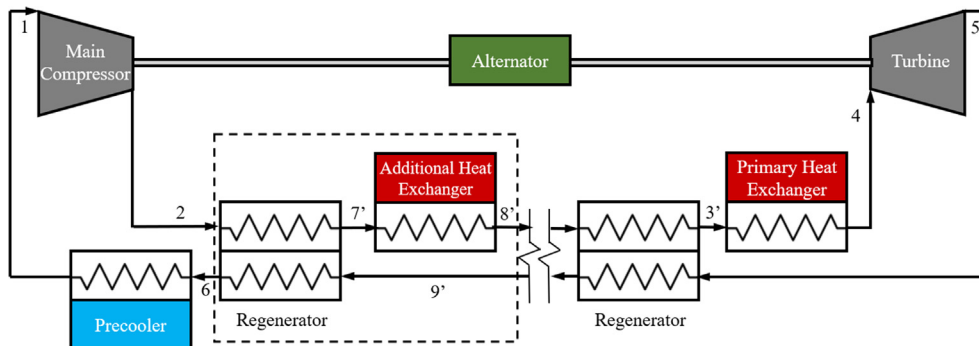 1
Main
Compressor
Alternator
Turbine
5
4
Additional Heat
Exchanger
Primary Heat
Exchanger
2
7’
8’
3’
6
9’
Precooler
Regenerator
Regenerator